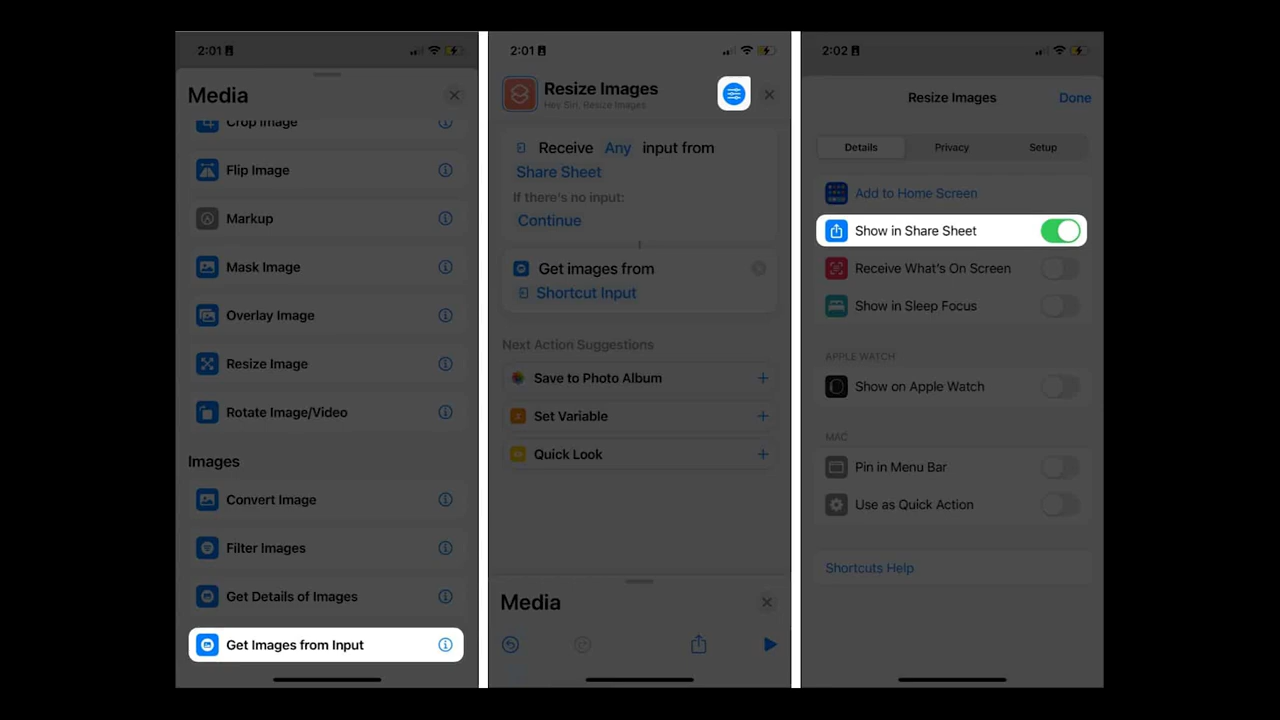 2:01
Media
Crop Image
Flip Image
Markup
Mask Image
Overlay Image
Resize Image
Rotate Image/Video
Images
Convert Image
Filter Images
Get Details of Images
Get Images from Input
2:01
Resize Images
Hey Siri, Resize Images
Receive Any input from
Share Sheet
If there's no input:
Continue
Get images from
Shortcut Input
Next Action Suggestions
Save to Photo Album
Set Variable
Quick Look
Media
2:02
Resize Images
Done
Details Privacy Setup
Add to Home Screen
Show in Share Sheet
Receive What's On Screen
Show in Sleep Focus
APPLE WATCH
Show on Apple Watch
MAC
Pin in Menu Bar
Use as Quick Action
Shortcuts Help